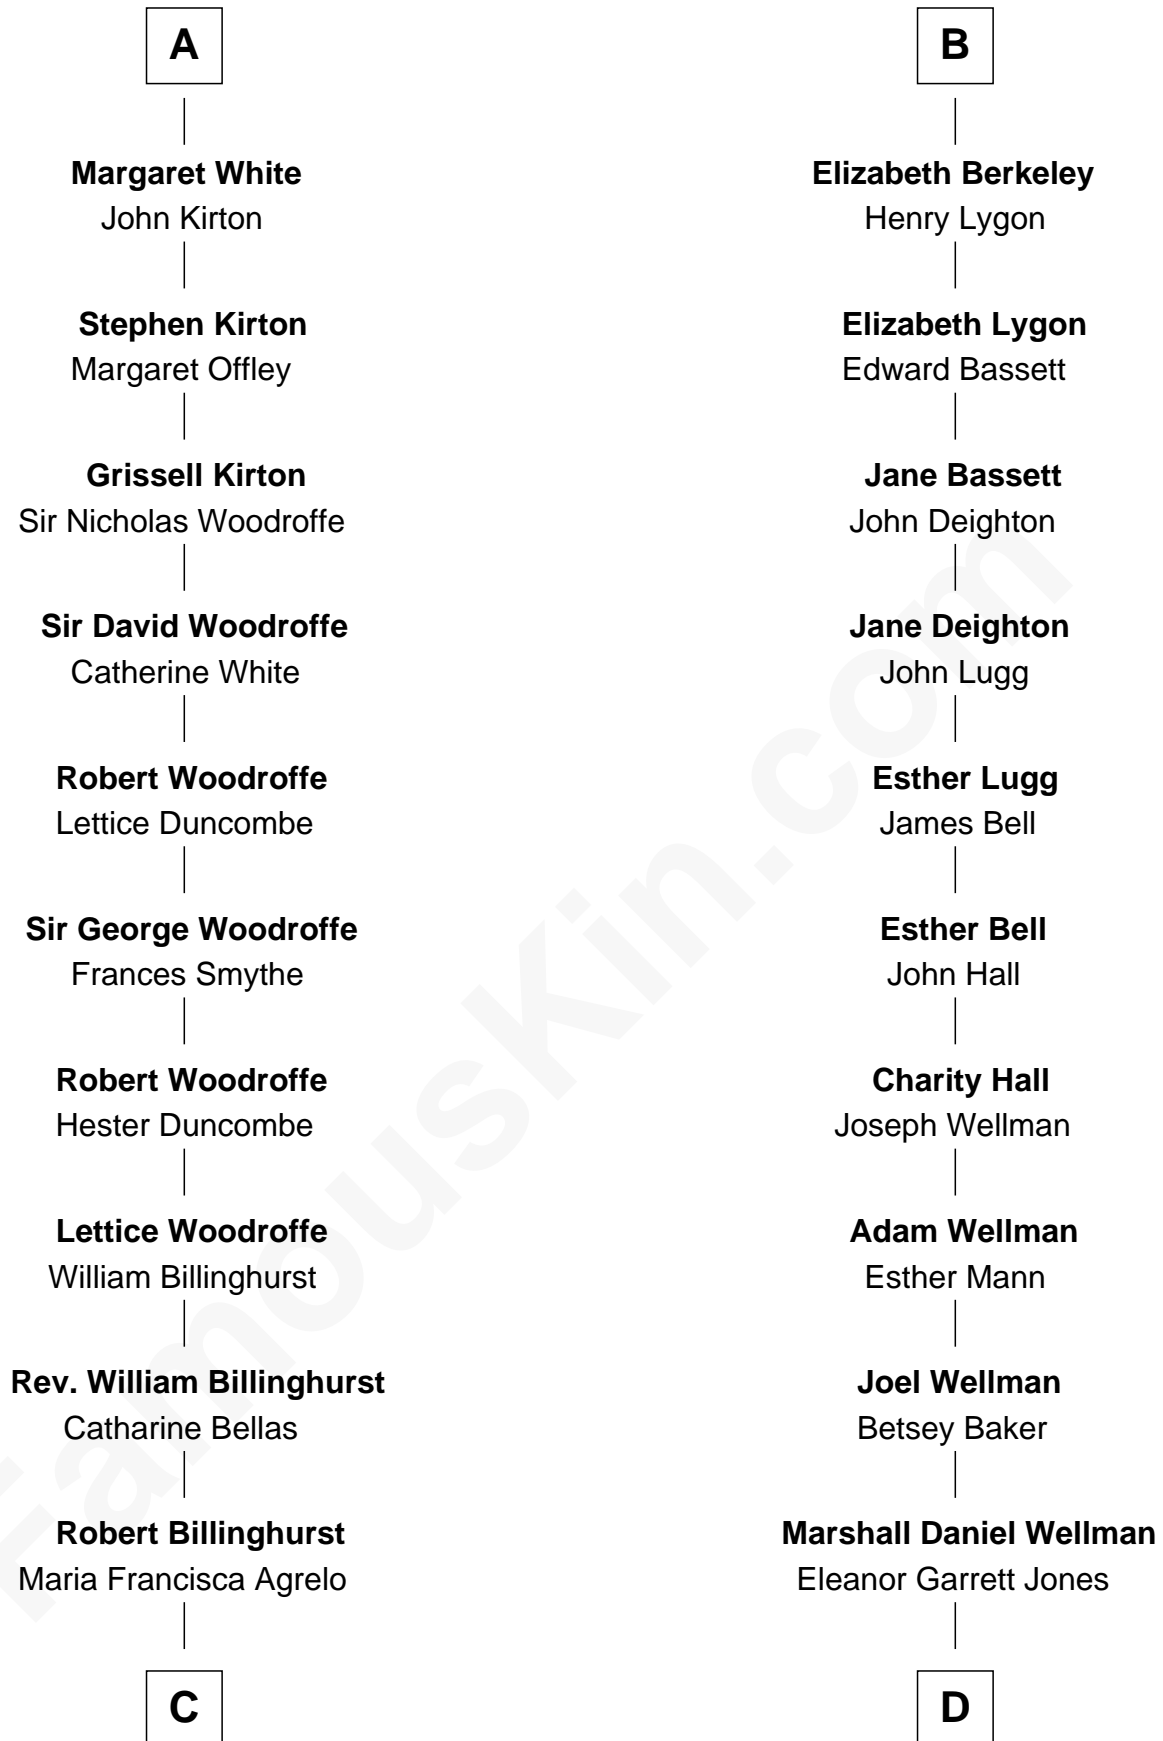 A
Margaret White
John Kirton
Stephen Kirton
Margaret Offley
Grissell Kirton
Sir Nicholas Woodroffe
Sir David Woodroffe
Catherine White
Robert Woodroffe
Lettice Duncombe
Sir George Woodroffe
Frances Smythe
Robert Woodroffe
Hester Duncombe
Lettice Woodroffe
William Billinghurst
Rev. William Billinghurst
Catharine Bellas
Robert Billinghurst
Maria Francisca Agrelo
C
B
Elizabeth Berkeley
Henry Lygon
Elizabeth Lygon
Edward Bassett
Jane Bassett
John Deighton
Jane Deighton
John Lugg
Esther Lugg
James Bell
Esther Bell
John Hall
Charity Hall
Joseph Wellman
Adam Wellman
Esther Mann
Joel Wellman
Betsey Baker
Marshall Daniel Wellman
Eleanor Garrett Jones
D
FamousKin.com